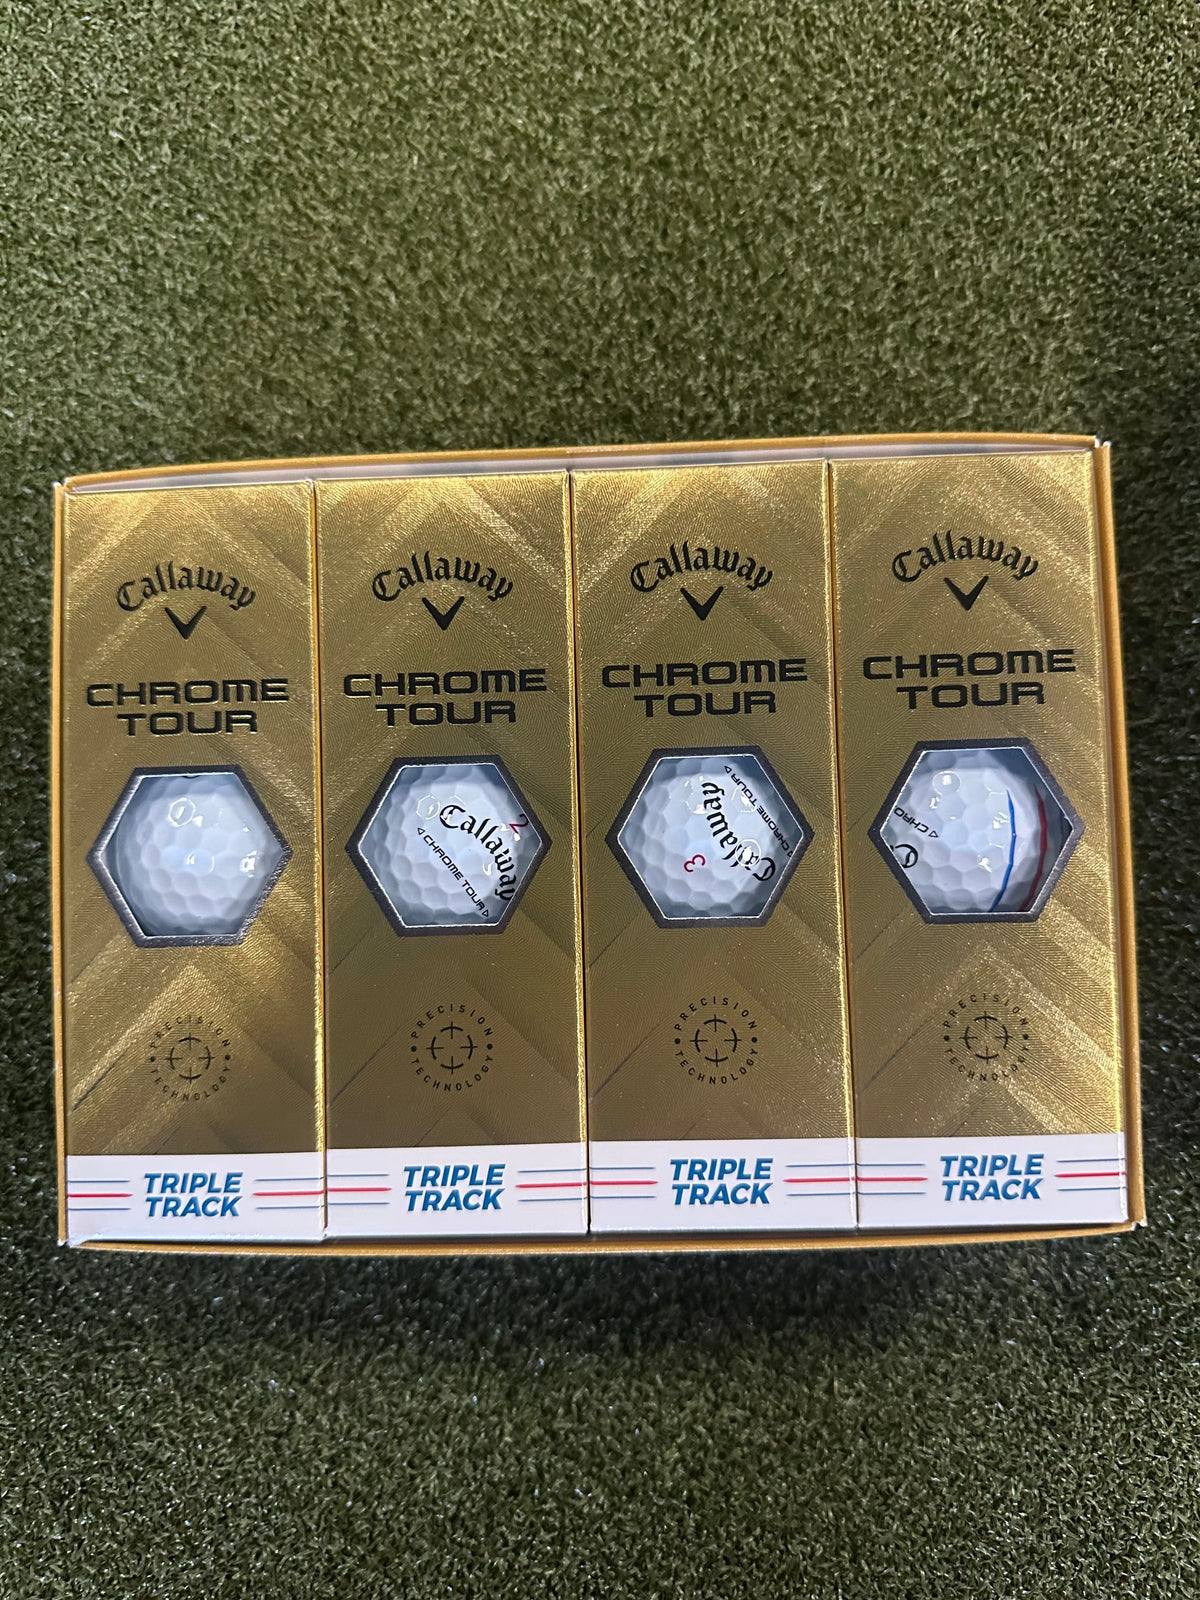 Callaway
CHROME
TOUR
PRECISION
TECHNOLOGY
TRIPLE
TRACK
Callaway
CHROME
TOUR
2
Callaway
CHROME TOUR
PRECISION
TECHNOLOGY
TRIPLE
TRACK
Callaway
CHROME
TOUR
CHROME TOUR
Callaway
3
PRECISION
TECHNOLOGY
TRIPLE
TRACK
Callaway
CHROME
TOUR
CHRO
C
PRECISION
TECHNOLOGY
TRIPLE
TRACK